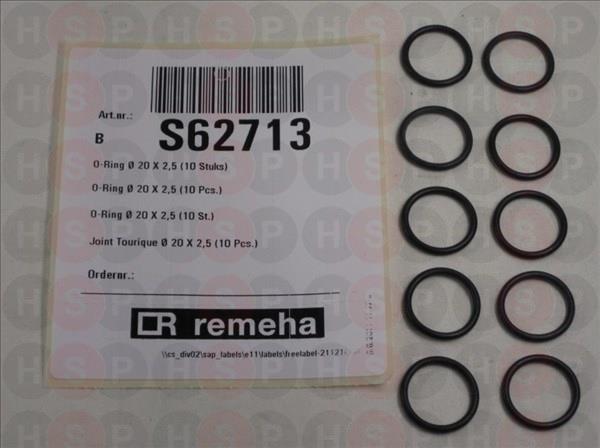 Art.nr.:
B S62713
O-Ring Ø 20 X 2,5 (10 Stuks)
O-Ring Ø 20 X 2,5 (10 Pcs.)
O-Ring Ø 20 X 2,5 (10 St.)
Joint Tourique Ø 20 X 2,5 (10 Pcs.)
Ordernr.:
remeha
HSP